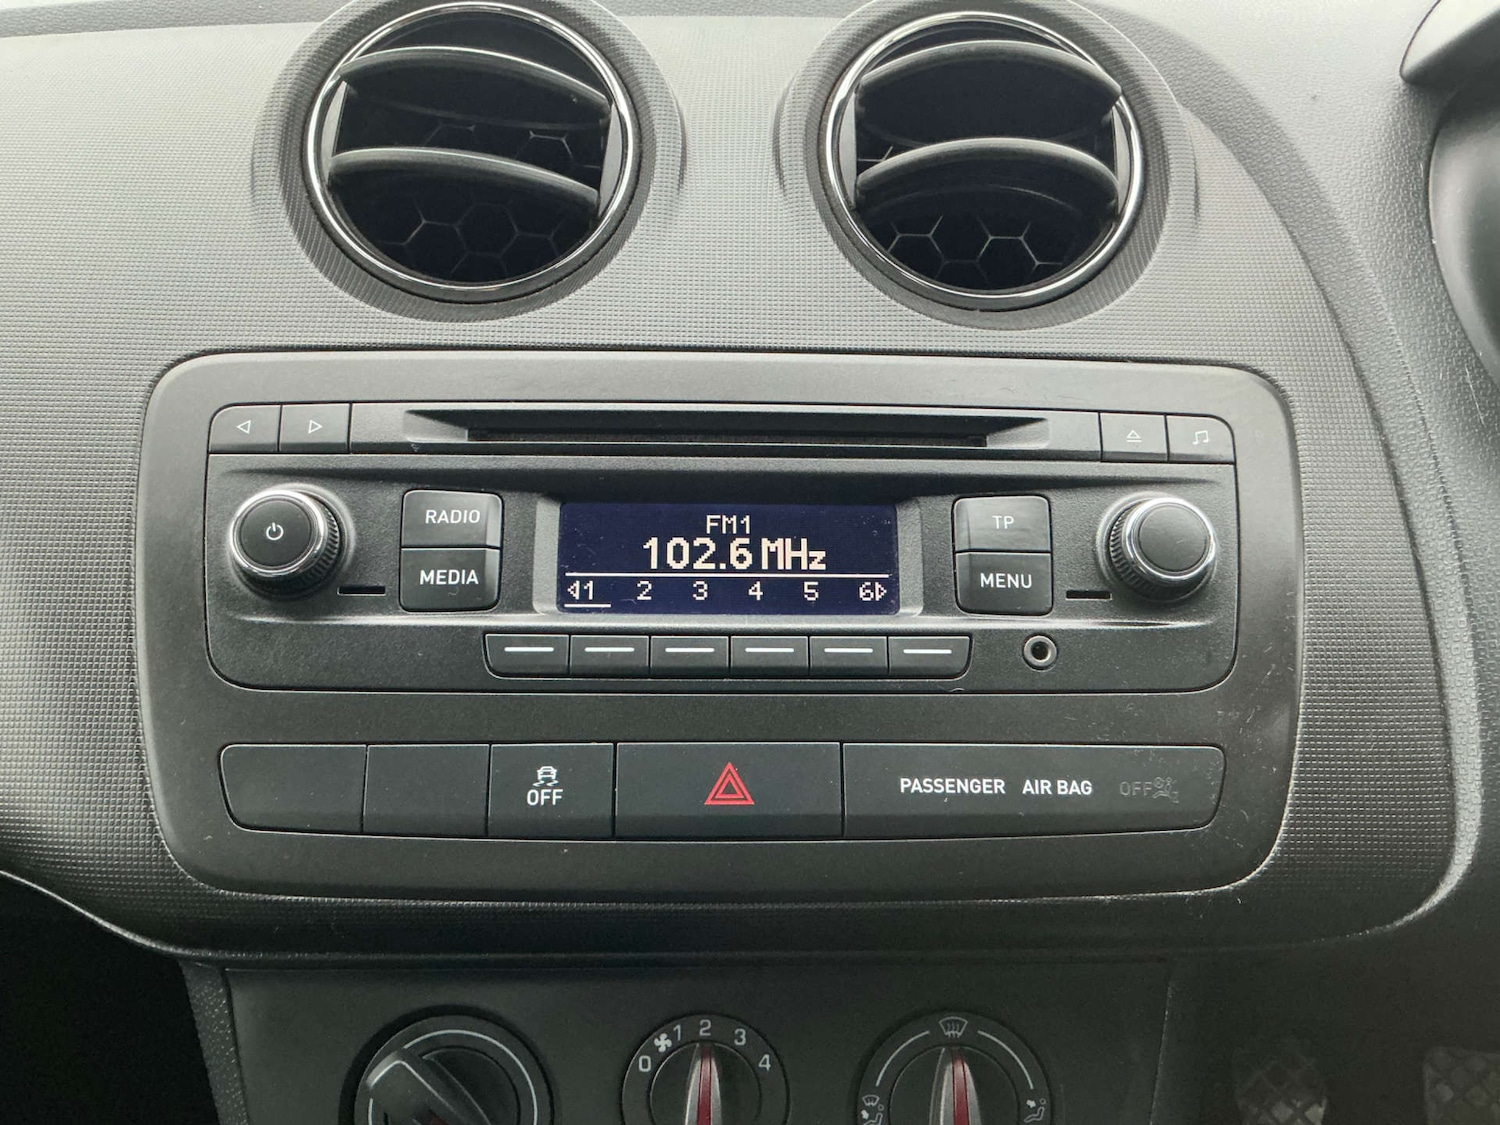 RADIO
MEDIA
FM1
102.6 MHz
1 2 3 4 5 6
TP
MENU
OFF
PASSENGER AIR BAG OFF
0 1 2 3 4